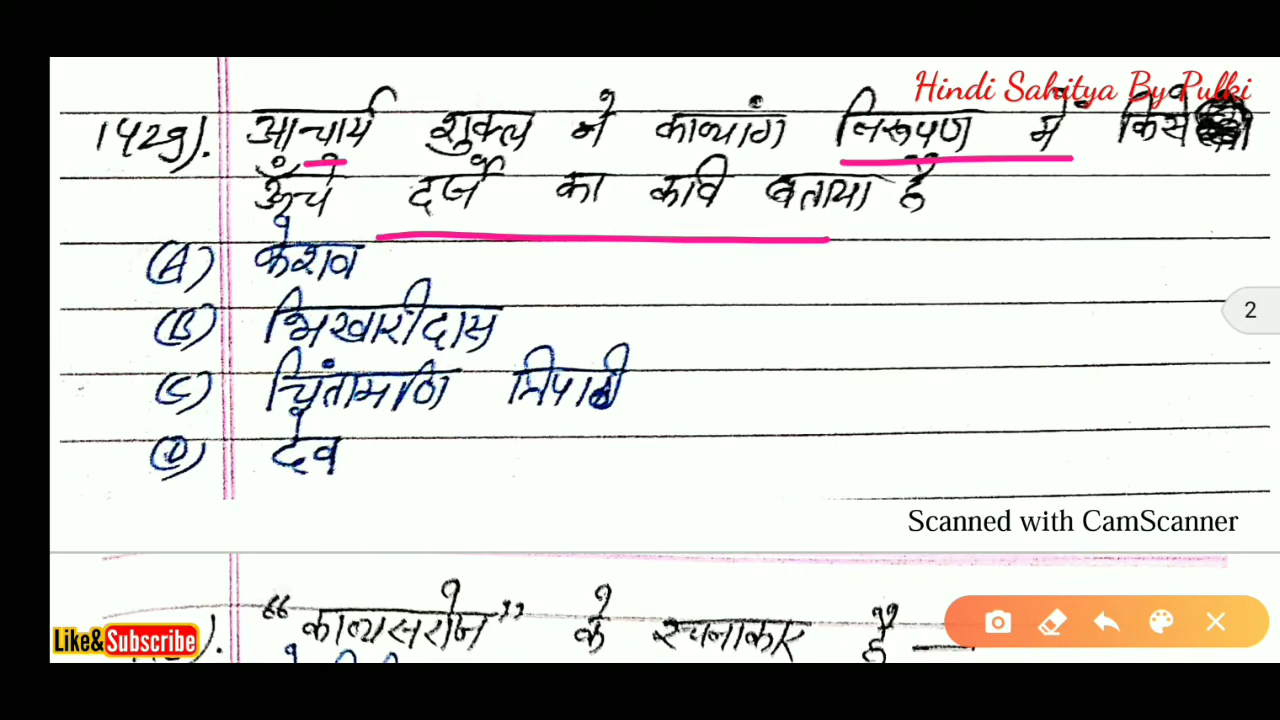 Hindi Sahitya By Pulki
1529). आचार्य शुक्ल ने काव्यांग निरूपण में किसे
ऊँचे दर्जे का कवि बताया है
(A) केशव
(B) भिखारीदास
(C) चिंतामणि त्रिपाठी
(D) देव
2
Scanned with CamScanner
“काव्यसरोज” के रचनाकार हैं —
Like& Subscribe